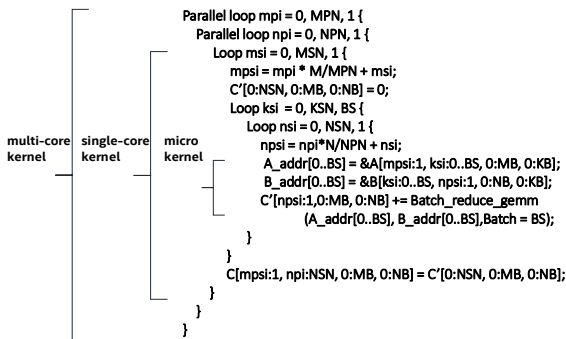 Parallel loop mpi = 0, MPN, 1 {
Parallel loop npi = 0, NPN, 1 {
Loop msi = 0, MSN, 1 {
mpsi = mpi * M/MPN + msi;
C’[0:NSN, 0:MB, 0:NB] = 0;
Loop ksi = 0, KSN, BS {
Loop nsi = 0, NSN, 1 {
npsi = npi*N/NPN + nsi;
A_addr[0..BS] = &A[mpsi:1, ksi:0..BS, 0:MB, 0:KB];
B_addr[0..BS] = &B[ksi:0..BS, npsi:1, 0:NB, 0:KB];
C’[npsi:1,0:MB, 0:NB] += Batch_reduce_gemm
(A_addr[0..BS], B_addr[0..BS],Batch = BS);
}
}
C[mpsi:1, npi:NSN, 0:MB, 0:NB] = C’[0:NSN, 0:MB, 0:NB];
}
}
}
multi-core
kernel
single-core
kernel
micro
kernel